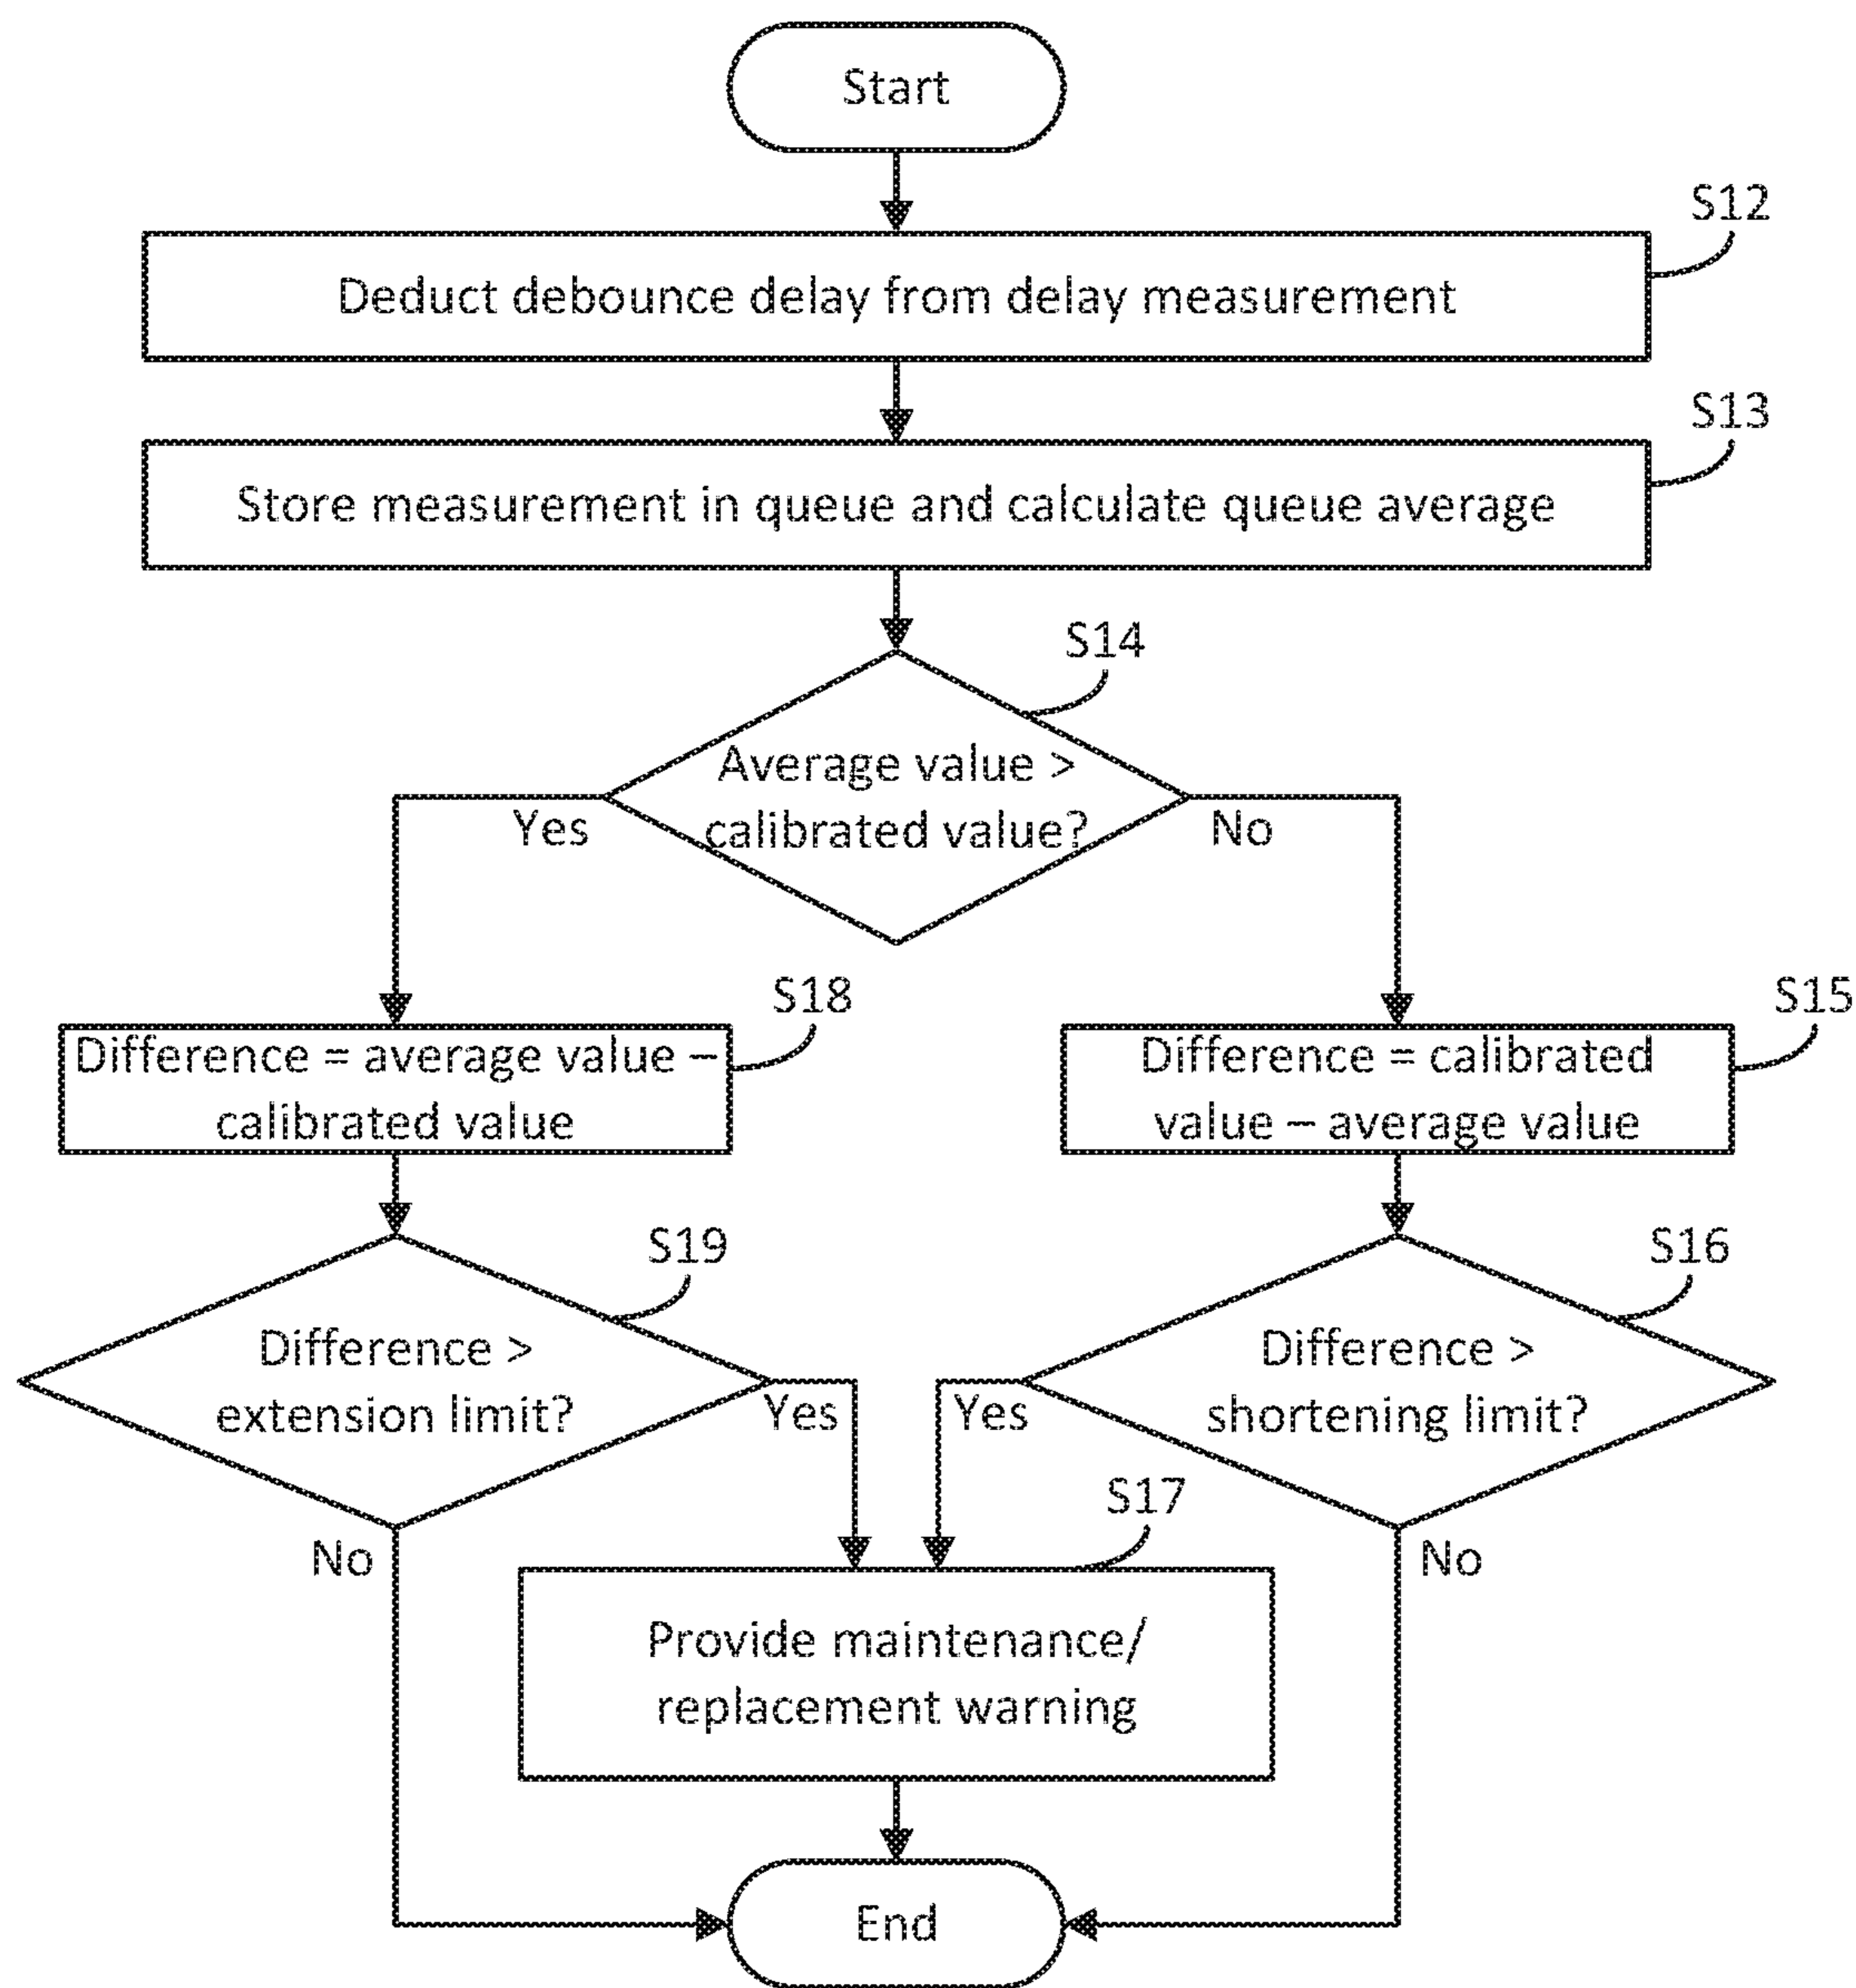 Start
S12
Deduct debounce delay from delay measurement
S13
Store measurement in queue and calculate queue average
S14
Average value >
calibrated value?
Yes
No
S18
Difference = average value –
calibrated value
S15
Difference = calibrated
value – average value
S19
Difference >
extension limit?
Yes
No
S16
Difference >
shortening limit?
Yes
No
S17
Provide maintenance/
replacement warning
End